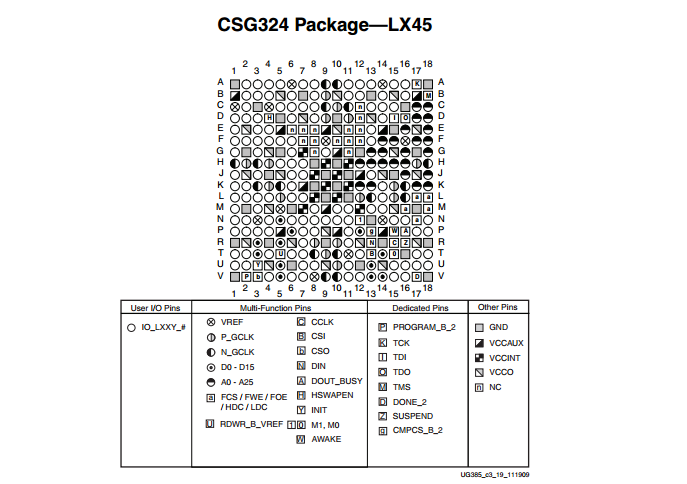 CSG324 Package—LX45
2 4 6 8 10 12 14 16 18
1 3 5 7 9 11 13 15 17
A K A
B M B
C n C
D H n I O D
E n n n n n E
F n n n n F
G n n G
H H
J J
K K
L a a L
M a a M
N 1 N
P g W A P
R N C Z R
T U B 0 T
U Y U
V P b D V
2 4 6 8 10 12 14 16 18
1 3 5 7 9 11 13 15 17
User I/O Pins Multi-Function Pins Dedicated Pins Other Pins
IO_LXXY_#
VREF
P_GCLK
N_GCLK
D0 - D15
A0 - A25
a FCS / FWE / FOE
/ HDC / LDC
U RDWR_B_VREF
C CCLK
B CSI
b CSO
N DIN
A DOUT_BUSY
H HSWAPEN
Y INIT
1 0 M1, M0
W AWAKE
P PROGRAM_B_2
K TCK
I TDI
O TDO
M TMS
D DONE_2
Z SUSPEND
g CMPCS_B_2
GND
VCCAUX
VCCINT
VCCO
n NC
UG385_c3_19_111909